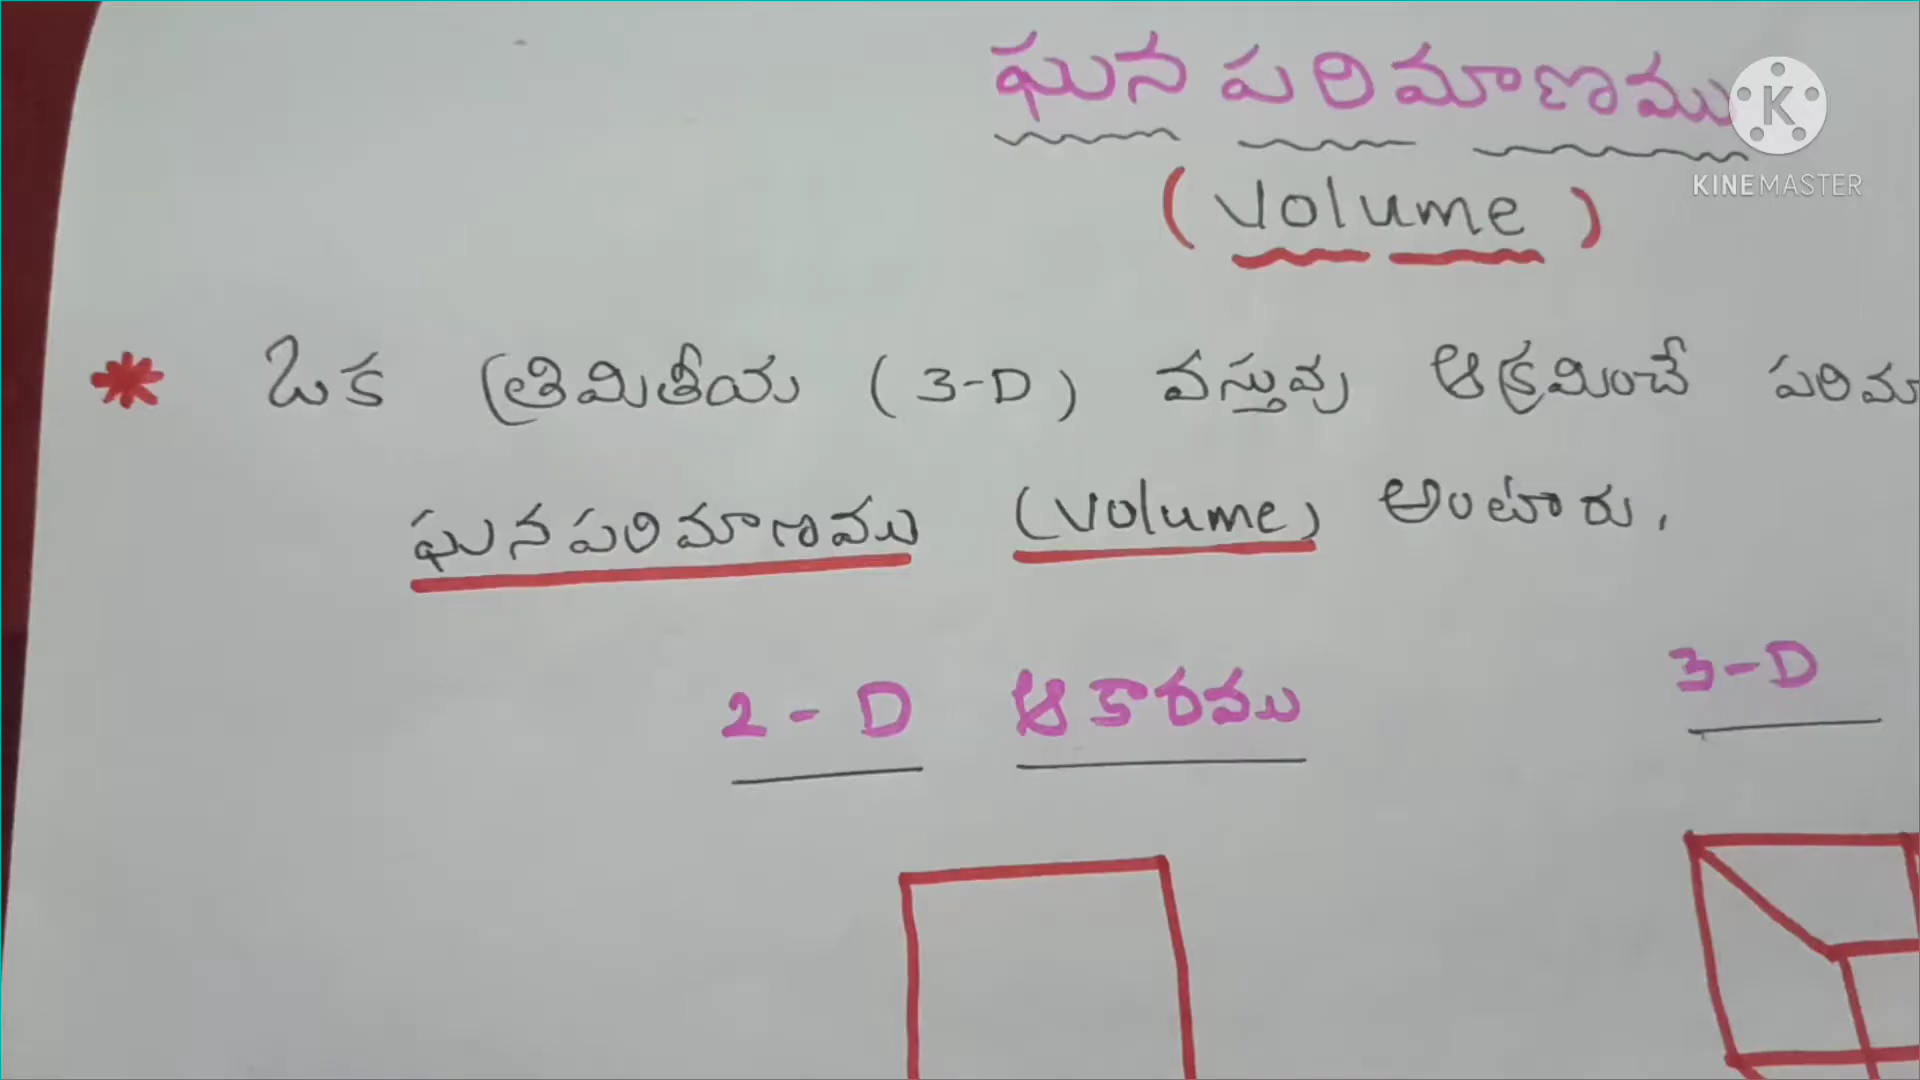 ఘన పరిమాణము
KINEMASTER
(Volume)
* ఒక త్రిమితీయ (3-D) వస్తువు ఆక్రమించే
ఘనపరిమాణము (Volume) అంటారు.
2-D ఆకారము
3-D